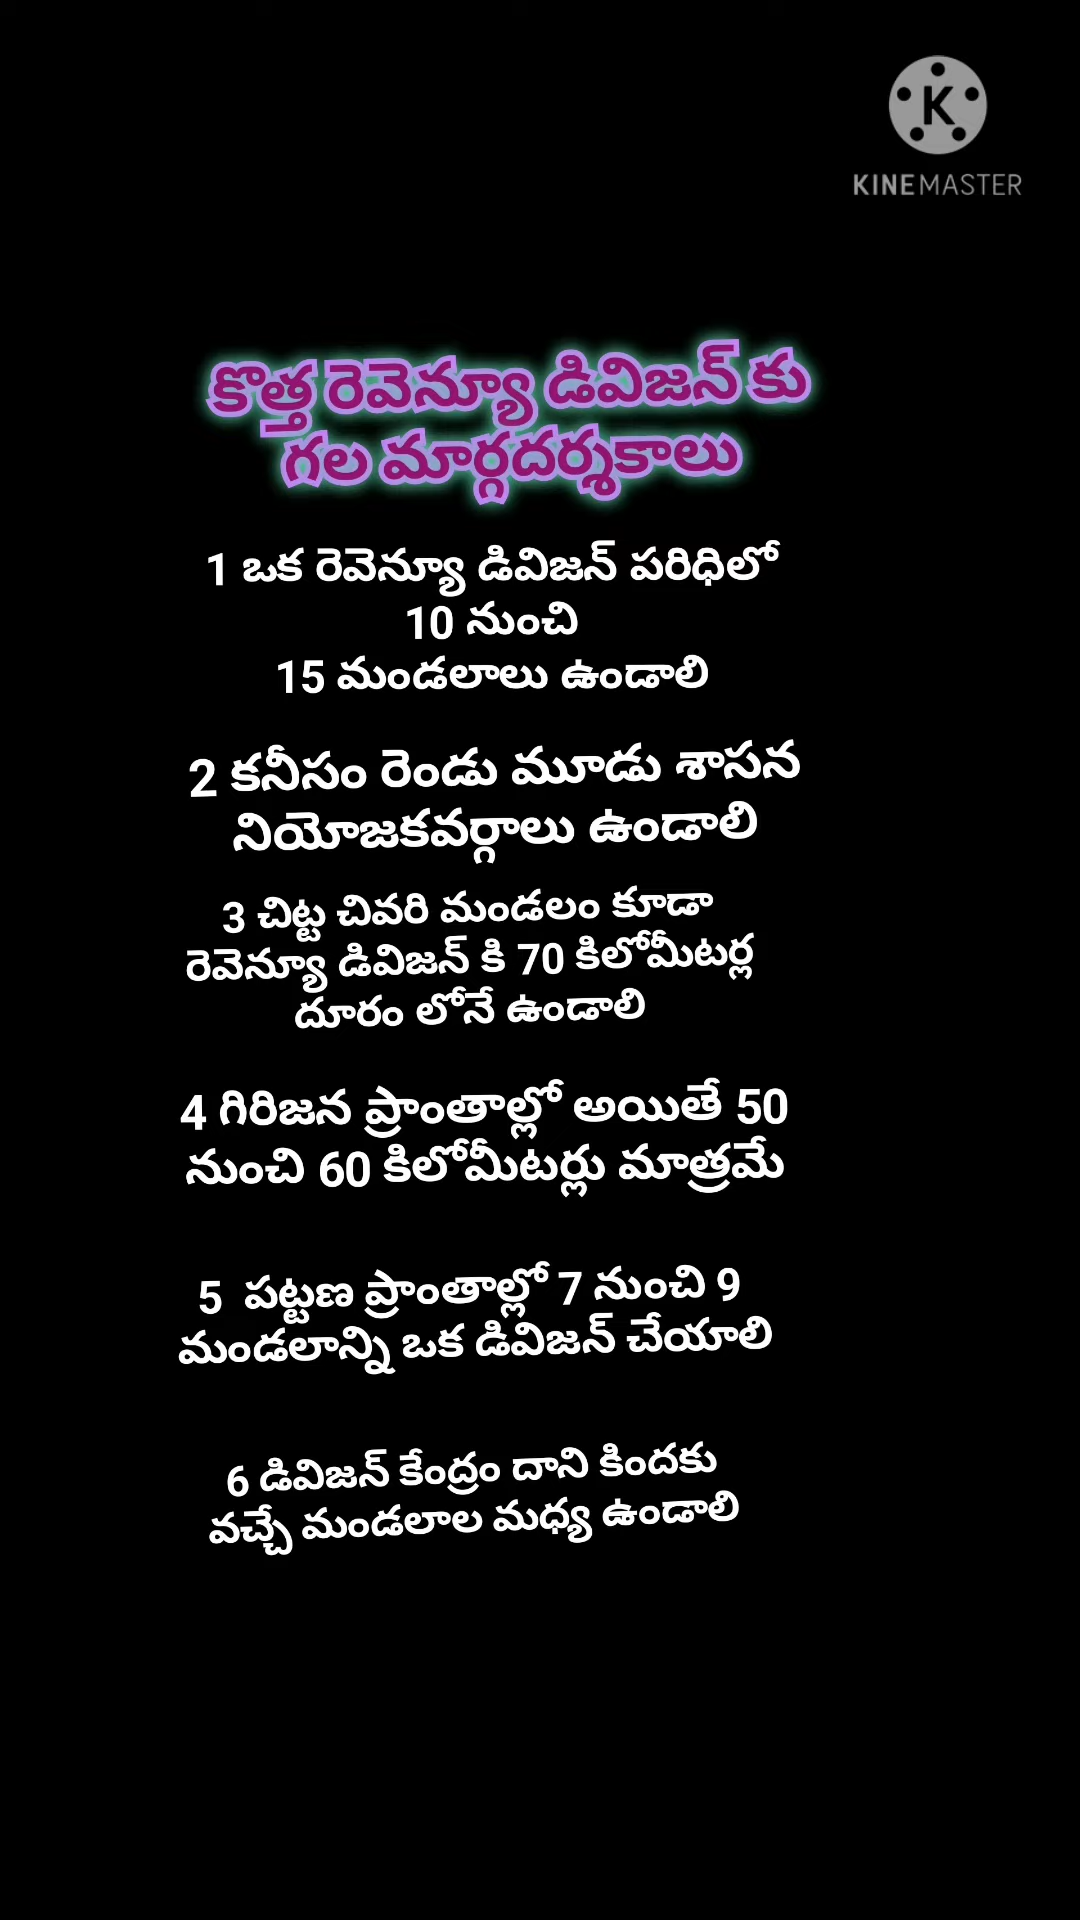 K
KINEMASTER
కొత్త రెవెన్యూ డివిజన్ కు
గల మార్గదర్శకాలు
1 ఒక రెవెన్యూ డివిజన్ పరిధిలో
10 నుంచి
15 మండలాలు ఉండాలి
2 కనీసం రెండు మూడు శాసన
నియోజకవర్గాలు ఉండాలి
3 చిట్ట చివరి మండలం కూడా
రెవెన్యూ డివిజన్ కి 70 కిలోమీటర్ల
దూరం లోనే ఉండాలి
4 గిరిజన ప్రాంతాల్లో అయితే 50
నుంచి 60 కిలోమీటర్లు మాత్రమే
5 పట్టణ ప్రాంతాల్లో 7 నుంచి 9
మండలాన్ని ఒక డివిజన్ చేయాలి
6 డివిజన్ కేంద్రం దాని కిందకు
వచ్చే మండలాల మధ్య ఉండాలి